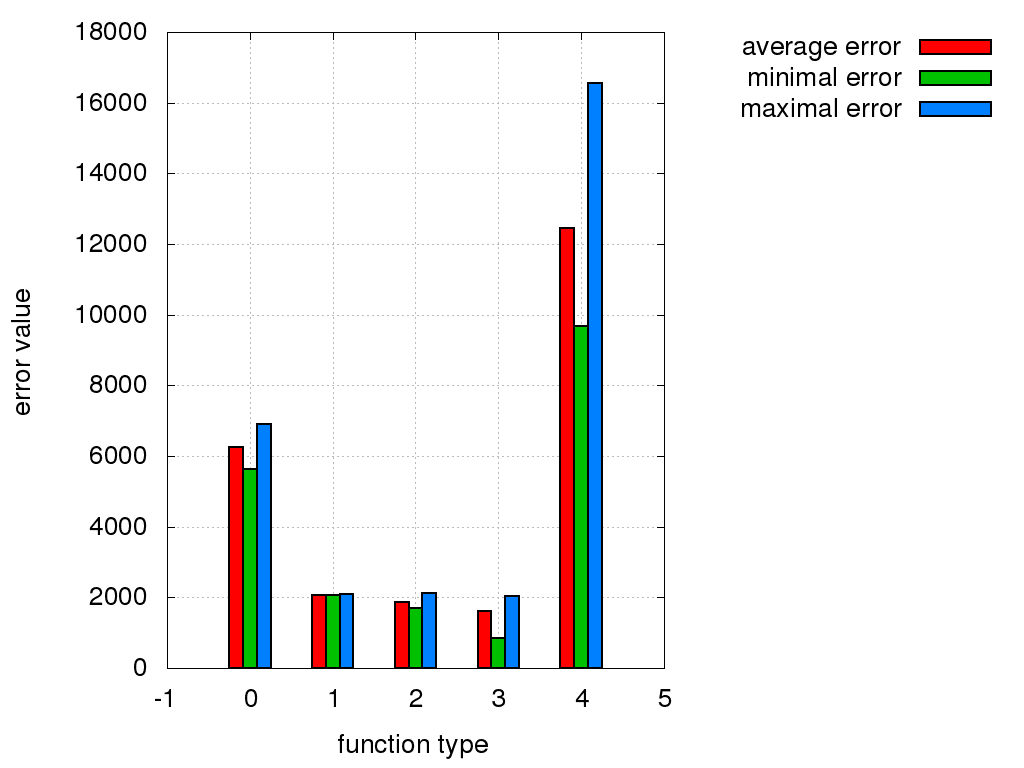 average error
minimal error
maximal error
18000
16000
14000
12000
10000
8000
6000
4000
2000
0
error value
-1 0 1 2 3 4 5
function type